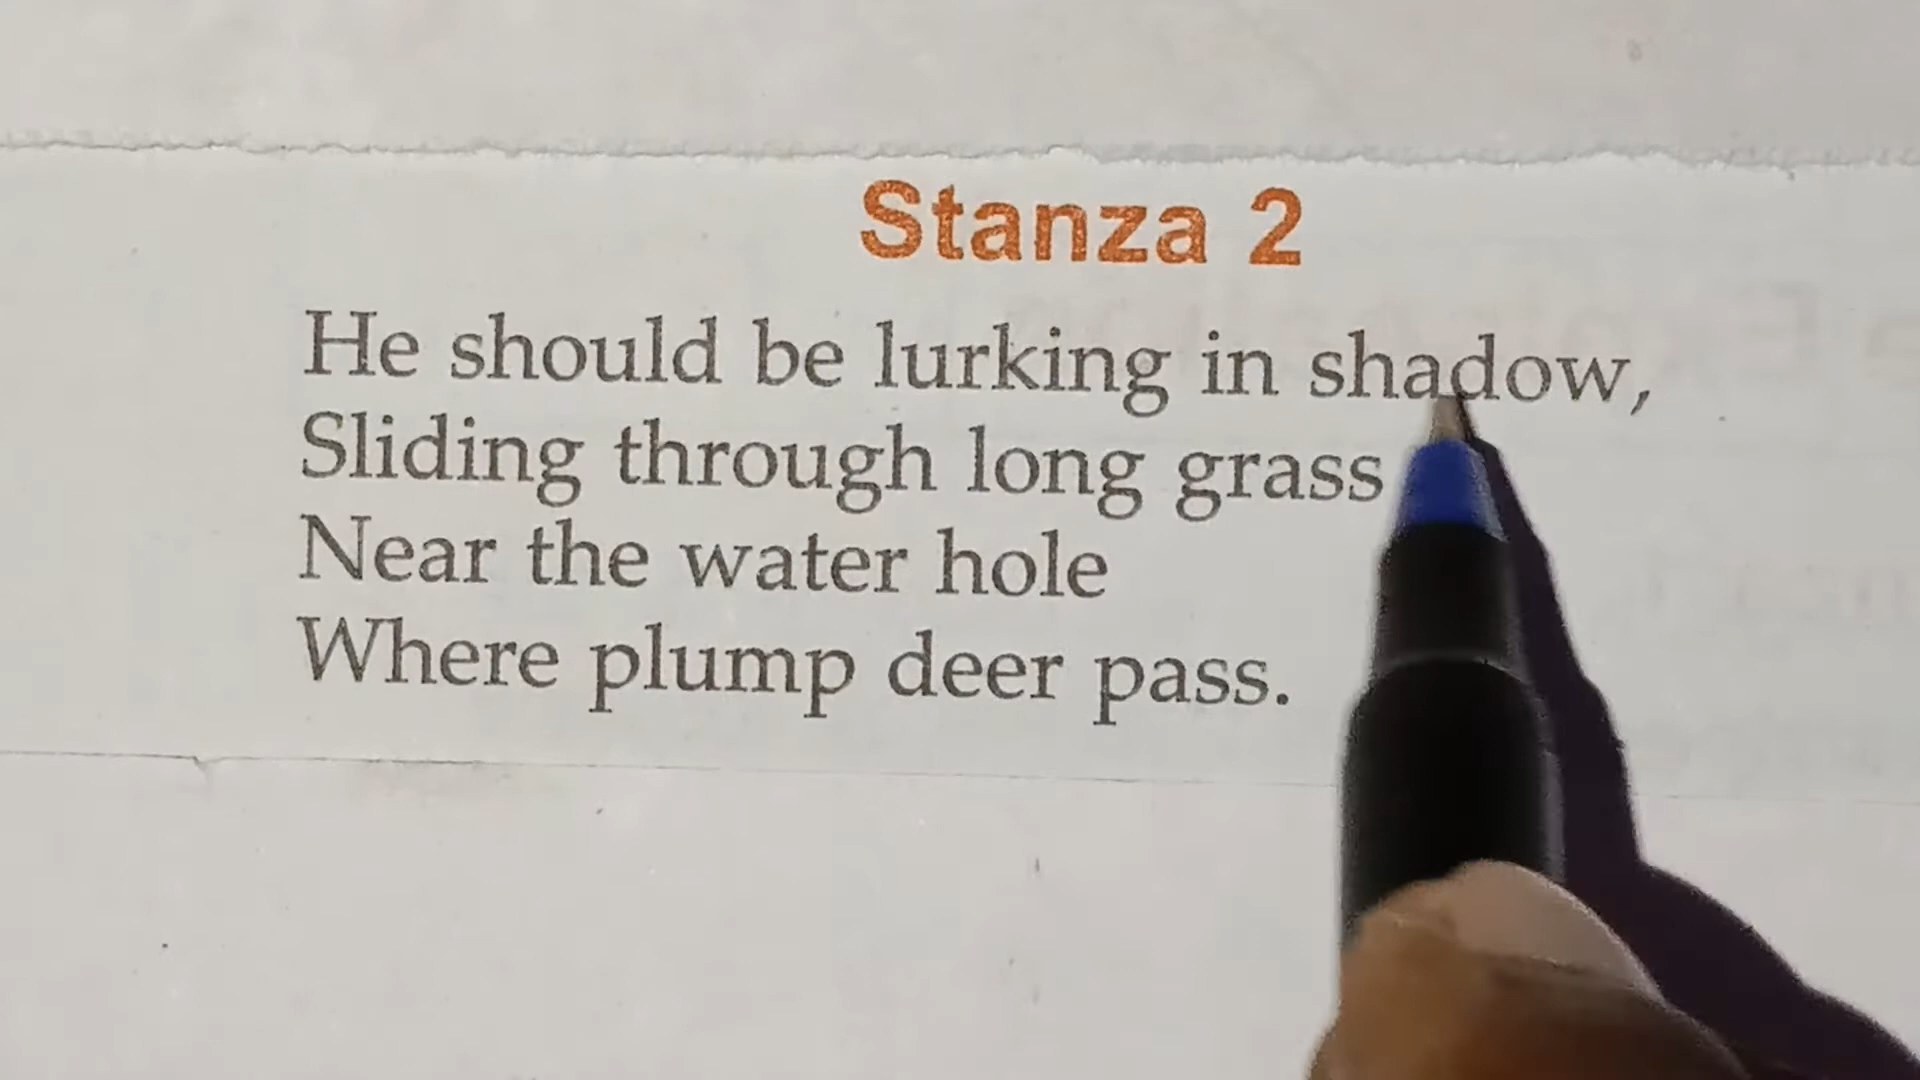 Stanza 2
He should be lurking in shadow,
Sliding through long grass
Near the water hole
Where plump deer pass.